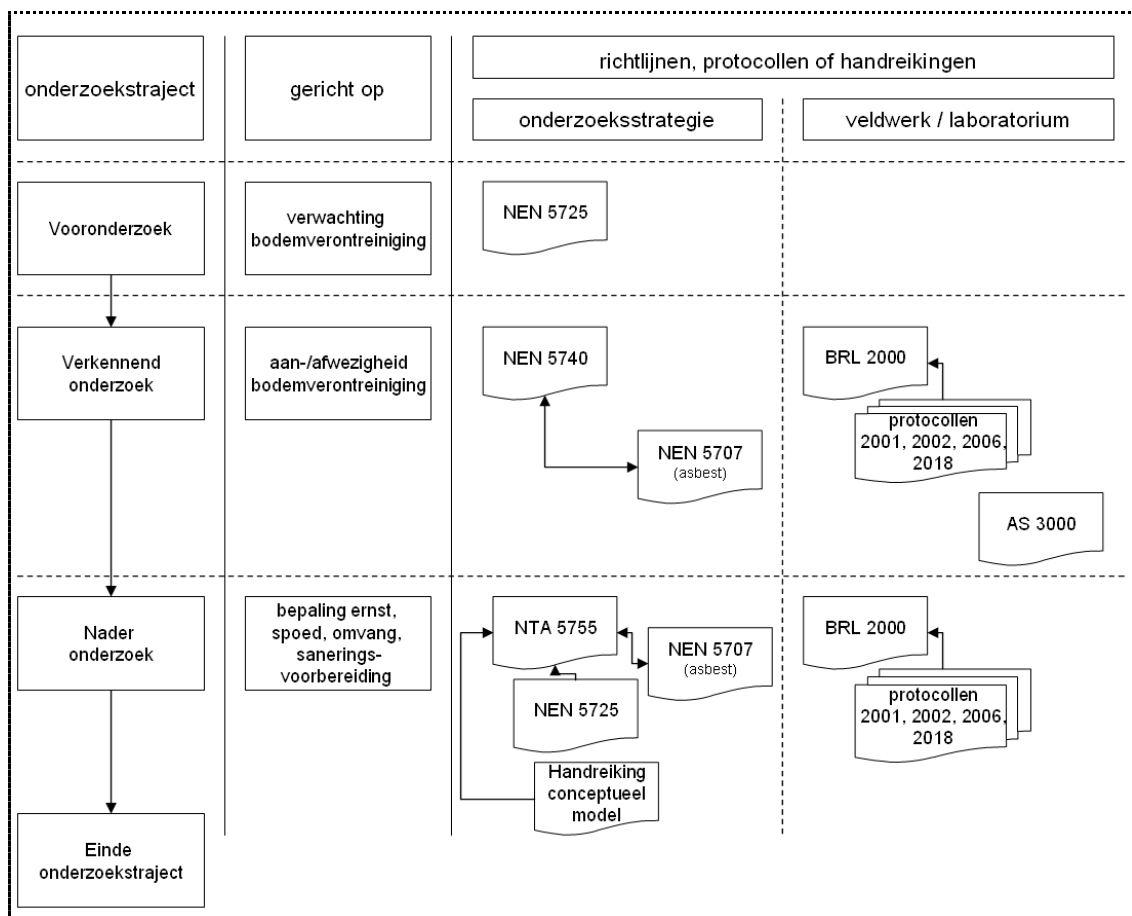 onderzoekstraject
gericht op
richtlijnen, protocollen of handreikingen
onderzoeksstrategie
veldwerk / laboratorium
Vooronderzoek
verwachting
bodemverontreiniging
NEN 5725
Verkennend
onderzoek
aan-/afwezigheid
bodemverontreiniging
NEN 5740
NEN 5707
(asbest)
BRL 2000
protocollen
2001, 2002, 2006,
2018
AS 3000
Nader
onderzoek
bepaling ernst,
spoed, omvang,
sanerings-
voorbereiding
NTA 5755
NEN 5707
(asbest)
NEN 5725
Handreiking
conceptueel
model
BRL 2000
protocollen
2001, 2002, 2006,
2018
Einde
onderzoekstraject